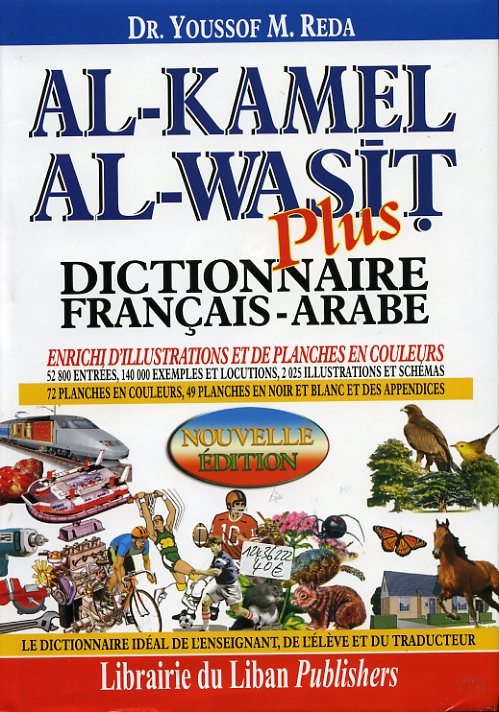 DR. YOUSSOF M. REDA
AL-KAMEL
AL-WASĪṬ
Plus
DICTIONNAIRE
FRANÇAIS-ARABE
ENRICHI D'ILLUSTRATIONS ET DE PLANCHES EN COULEURS
52 800 ENTRÉES, 140 000 EXEMPLES ET LOCUTIONS, 2 025 ILLUSTRATIONS ET SCHÉMAS
72 PLANCHES EN COULEURS, 49 PLANCHES EN NOIR ET BLANC ET DES APPENDICES
NOUVELLE
ÉDITION
10
40 €
LE DICTIONNAIRE IDÉAL DE L'ENSEIGNANT, DE L'ÉLÈVE ET DU TRADUCTEUR
Librairie du Liban Publishers